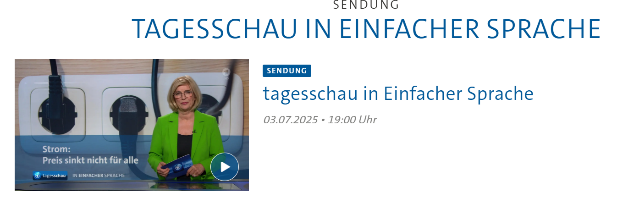 SENDUNG
TAGESSCHAU IN EINFACHER SPRACHE
SENDUNG
tagesschau in Einfacher Sprache
03.07.2025 • 19:00 Uhr
Strom:
Preis sinkt nicht für alle
tagesschau IN EINFACHER SPRACHE